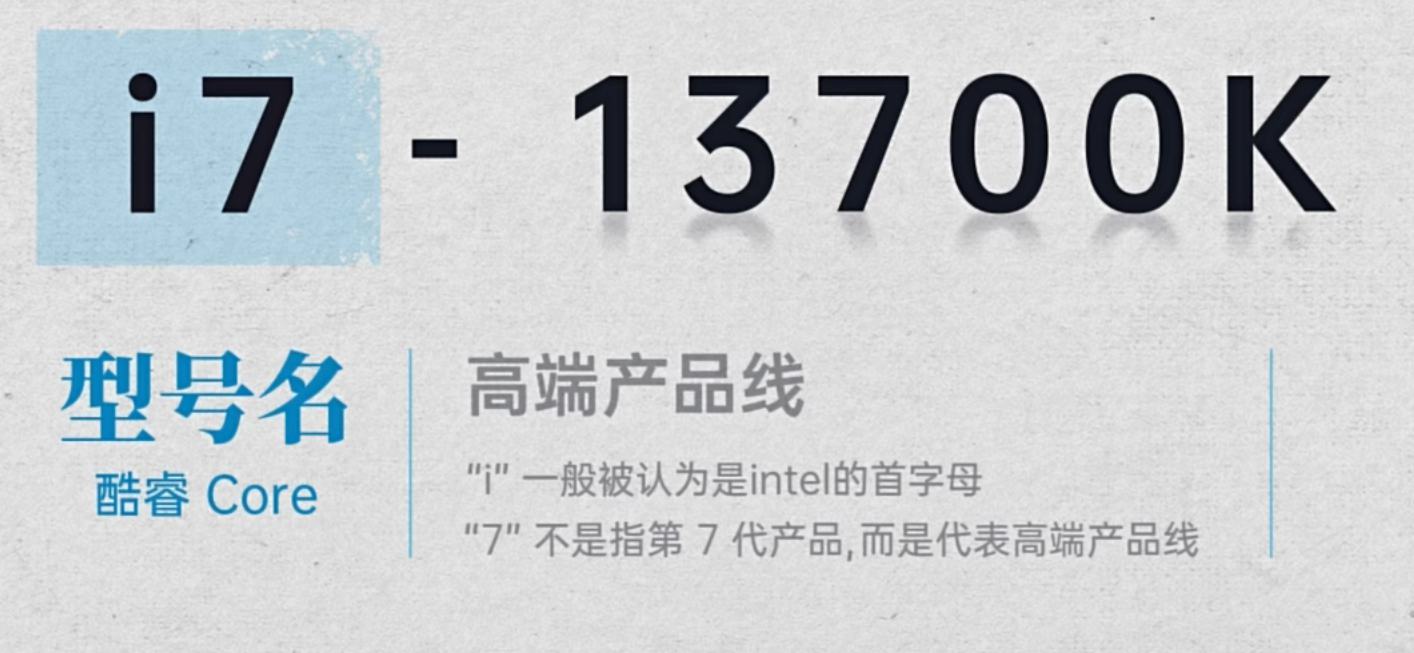 i7 - 13700K
型号名
酷睿 Core
高端产品线
“i” 一般被认为是intel的首字母
“7” 不是指第 7 代产品,而是代表高端产品线